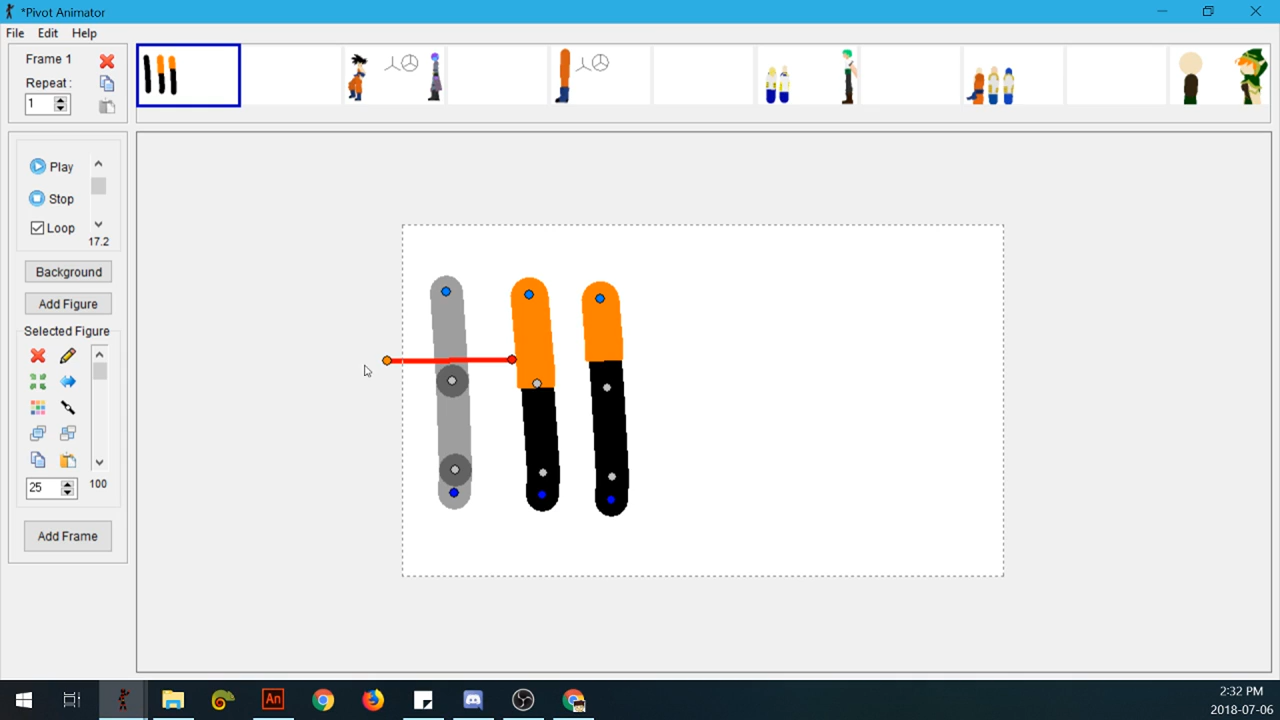 *Pivot Animator
File Edit Help
Frame 1
Repeat :
1
Play
Stop
Loop
17.2
Background
Add Figure
Selected Figure
25
100
Add Frame
An
2:32 PM
2018-07-06